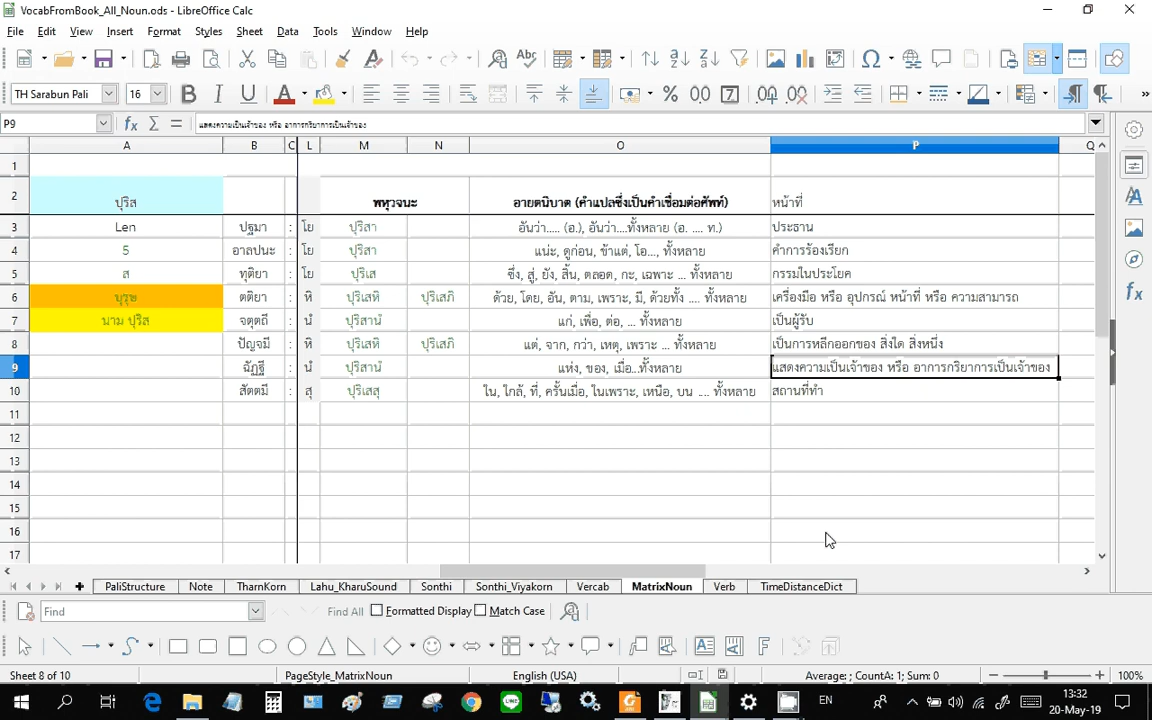 VocabFromBook_All_Noun.ods - LibreOffice Calc
File Edit View Insert Format Styles Sheet Data Tools Window Help
TH Sarabun Pali 16
P9 แสดงความเป็นเจ้าของ หรือ อาการกริยาการเป็นเจ้าของ
A B C L M N O P Q
1
2 ปุริส พหุวจนะ อายตนิบาต (คำแปลซึ่งเป็นคำเชื่อมต่อศัพท์) หน้าที่
3 Len ปฐมา : โย ปุริสา อันว่า..... (อ.), อันว่า....ทั้งหลาย (อ. .... ท.) ประธาน
4 5 อาลปนะ : โย ปุริสา แน่ะ, ดูก่อน, ข้าแต่, โอ..., ทั้งหลาย คำการร้องเรียก
5 ส ทุติยา : โย ปุริเส ซึ่ง, สู่, ยัง, สิ้น, ตลอด, กะ, เฉพาะ ... ทั้งหลาย กรรมในประโยค
6 บุรุษ ตติยา : หิ ปุริเสหิ ปุริเสภิ ด้วย, โดย, อัน, ตาม, เพราะ, มี, ด้วยทั้ง .... ทั้งหลาย เครื่องมือ หรือ อุปกรณ์ หน้าที่ หรือ ความสามารถ
7 นาม ปุริส จตุตถี : นํ ปุริสานํ แก่, เพื่อ, ต่อ, ... ทั้งหลาย เป็นผู้รับ
8 ปัญจมี : หิ ปุริเสหิ ปุริเสภิ แต่, จาก, กว่า, เหตุ, เพราะ ... ทั้งหลาย เป็นการหลีกออกของ สิ่งใด สิ่งหนึ่ง
9 ฉัฏฐี : นํ ปุริสานํ แห่ง, ของ, เมื่อ...ทั้งหลาย แสดงความเป็นเจ้าของ หรือ อาการกริยาการเป็นเจ้าของ
10 สัตตมี : สุ ปุริเสสุ ใน, ใกล้, ที่, ครั้นเมื่อ, ในเพราะ, เหนือ, บน .... ทั้งหลาย สถานที่ทำ
11
12
13
14
15
16
17
PaliStructure Note TharnKorn Lahu_KharuSound Sonthi Sonthi_Viyakorn Vercab MatrixNoun Verb TimeDistanceDict
Find Find All Formatted Display Match Case
Sheet 8 of 10 PageStyle_MatrixNoun English (USA) Average: ; CountA: 1; Sum: 0 100%
EN 13:32
20-May-19